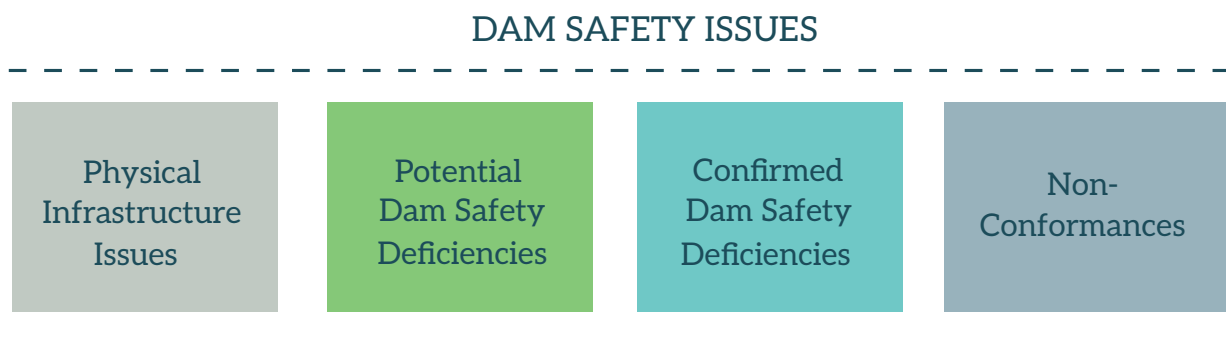 DAM SAFETY ISSUES
Physical
Infrastructure
Issues
Potential
Dam Safety
Deficiencies
Confirmed
Dam Safety
Deficiencies
Non-
Conformances